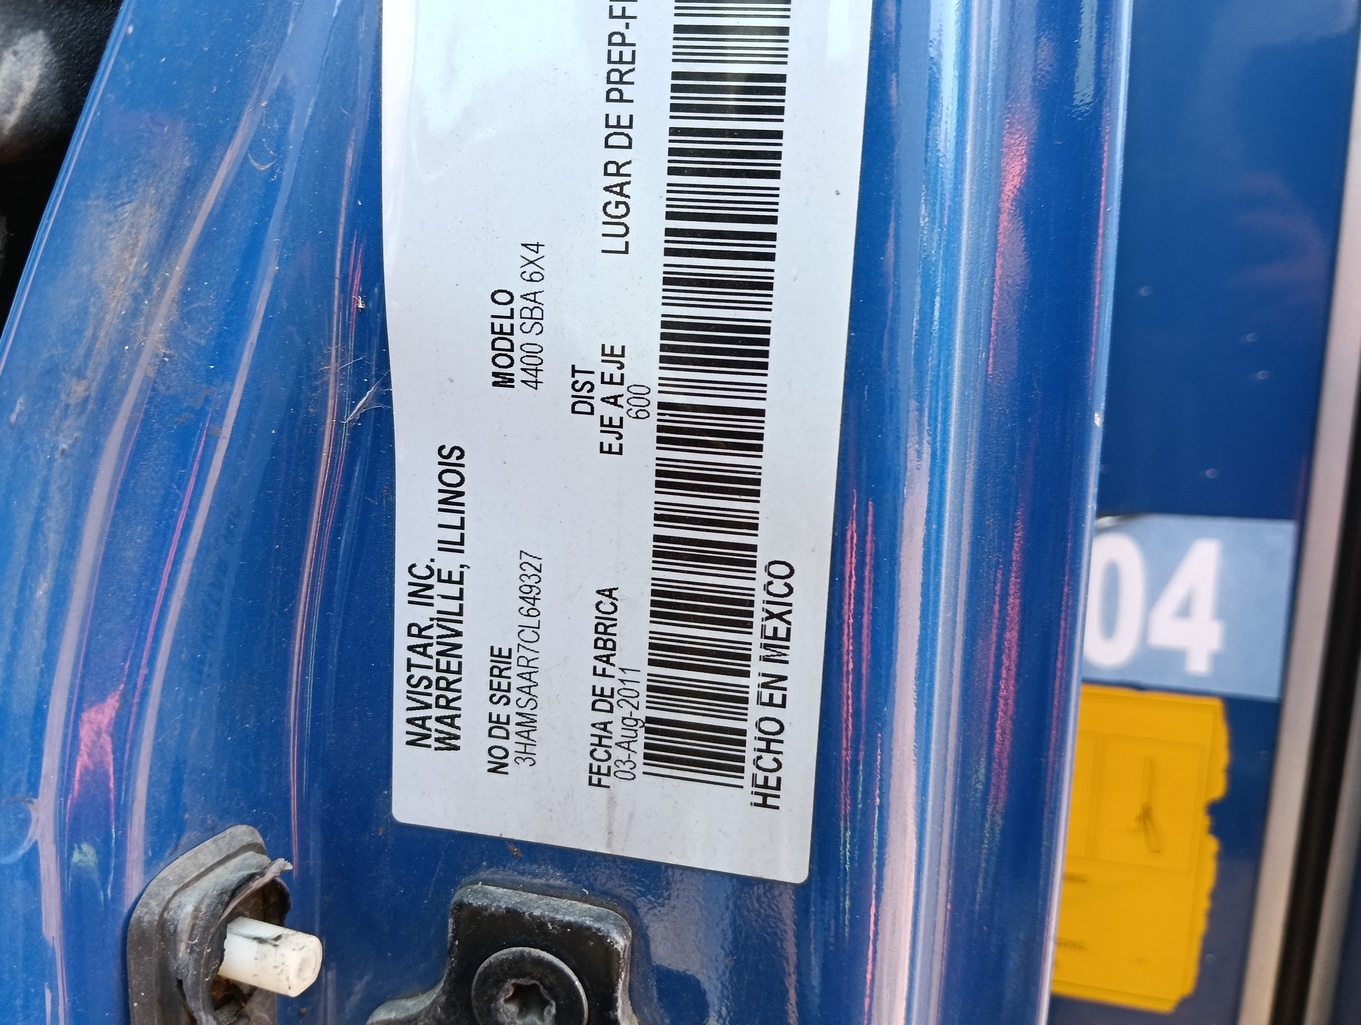 NAVISTAR, INC.
WARRENVILLE, ILLINOIS
NO DE SERIE
3HAMSAAR7CL649327
MODELO
4400 SBA 6X4
FECHA DE FABRICA
03-Aug-2011
DIST
EJE A EJE
600
LUGAR DE PREP-FI
HECHO EN MEXICO
04